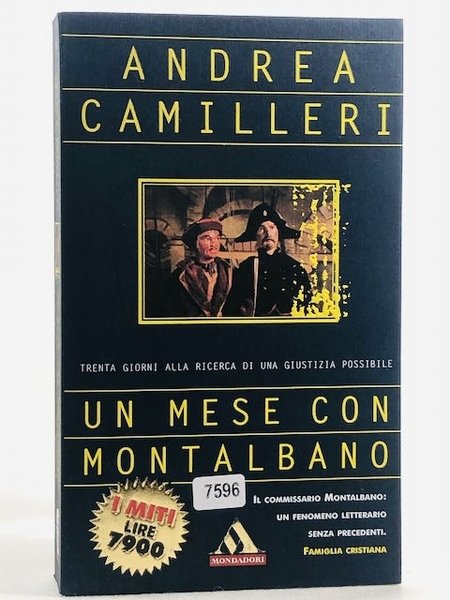 ANDREA
CAMILLERI
TRENTA GIORNI ALLA RICERCA DI UNA GIUSTIZIA POSSIBILE
UN MESE CON
MONTALBANO
I MITI
LIRE
7900
7596
IL COMMISSARIO MONTALBANO:
UN FENOMENO LETTERARIO
SENZA PRECEDENTI.
FAMIGLIA CRISTIANA
MONDADORI